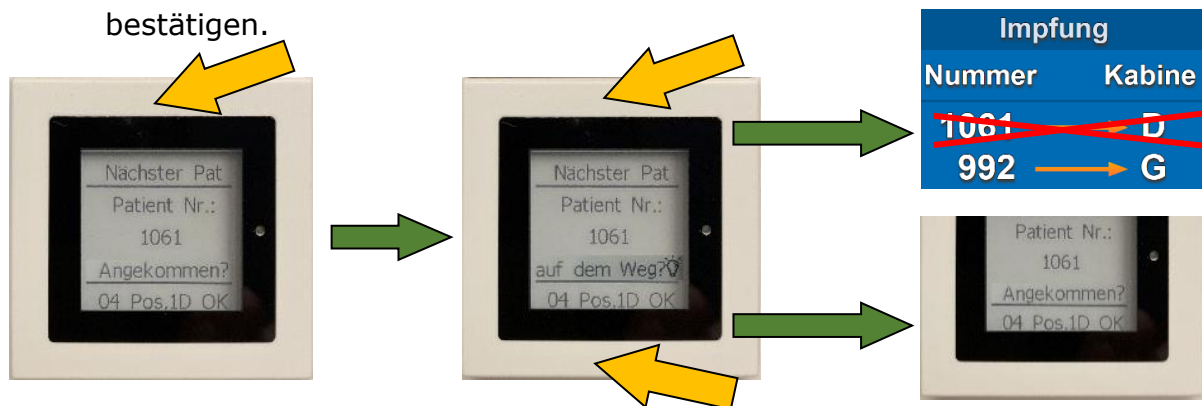 bestätigen.
Nächster Pat
Patient Nr.:
1061
Angekommen?
04 Pos.1D OK
Nächster Pat
Patient Nr.:
1061
auf dem Weg?
04 Pos.1D OK
Impfung
Nummer Kabine
1061 D
992 G
Patient Nr.:
1061
Angekommen?
04 Pos.1D OK